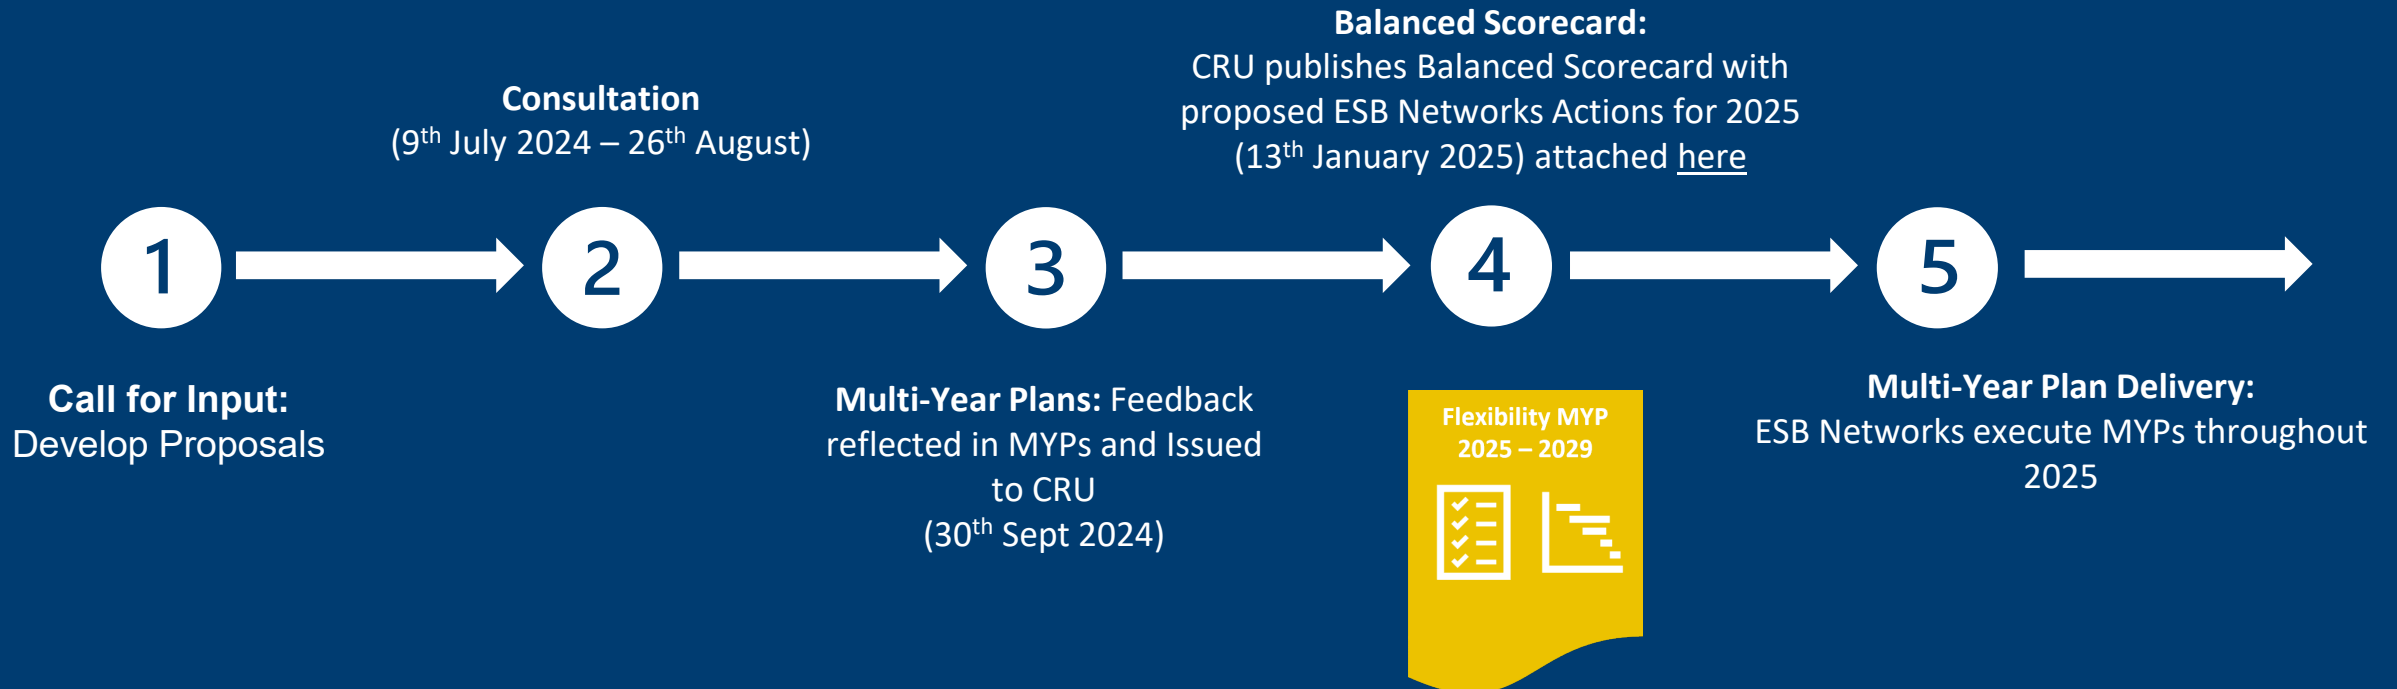 1
Call for Input:
Develop Proposals
2
Consultation
(9th July 2024 – 26th August)
3
Multi-Year Plans: Feedback
reflected in MYPs and Issued
to CRU
(30th Sept 2024)
4
Balanced Scorecard:
CRU publishes Balanced Scorecard with
proposed ESB Networks Actions for 2025
(13th January 2025) attached here
Flexibility MYP
2025 – 2029
5
Multi-Year Plan Delivery:
ESB Networks execute MYPs throughout
2025